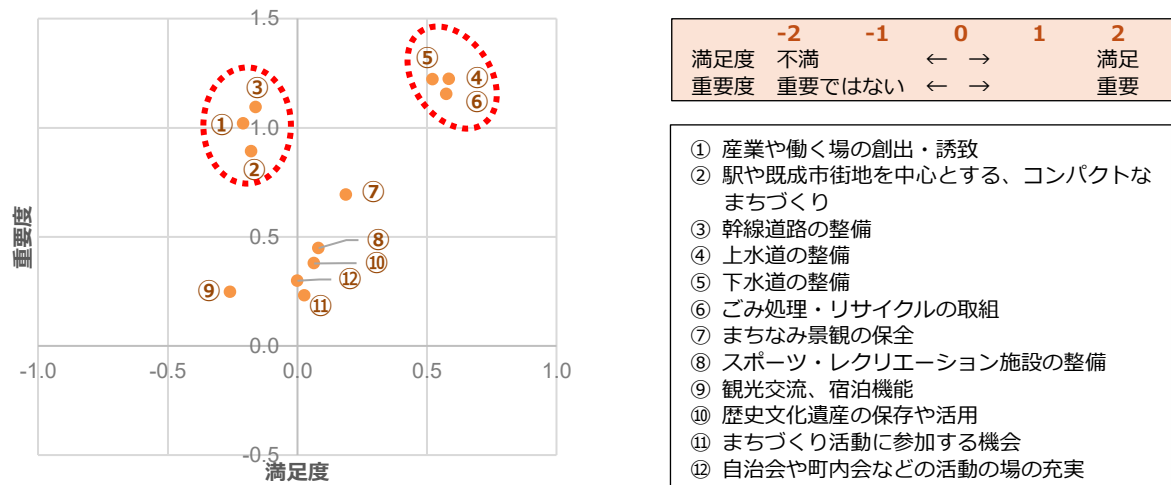 1.5
1.0
0.5
0.0
-0.5
-1.0
-0.5
0.0
0.5
1.0
重要度
満足度
①
②
③
④
⑤
⑥
⑦
⑧
⑨
⑩
⑪
⑫
-2 -1 0 1 2
満足度 不満 ← → 満足
重要度 重要ではない ← → 重要
① 産業や働く場の創出・誘致
② 駅や既成市街地を中心とする、コンパクトな
まちづくり
③ 幹線道路の整備
④ 上水道の整備
⑤ 下水道の整備
⑥ ごみ処理・リサイクルの取組
⑦ まちなみ景観の保全
⑧ スポーツ・レクリエーション施設の整備
⑨ 観光交流、宿泊機能
⑩ 歴史文化遺産の保存や活用
⑪ まちづくり活動に参加する機会
⑫ 自治会や町内会などの活動の場の充実